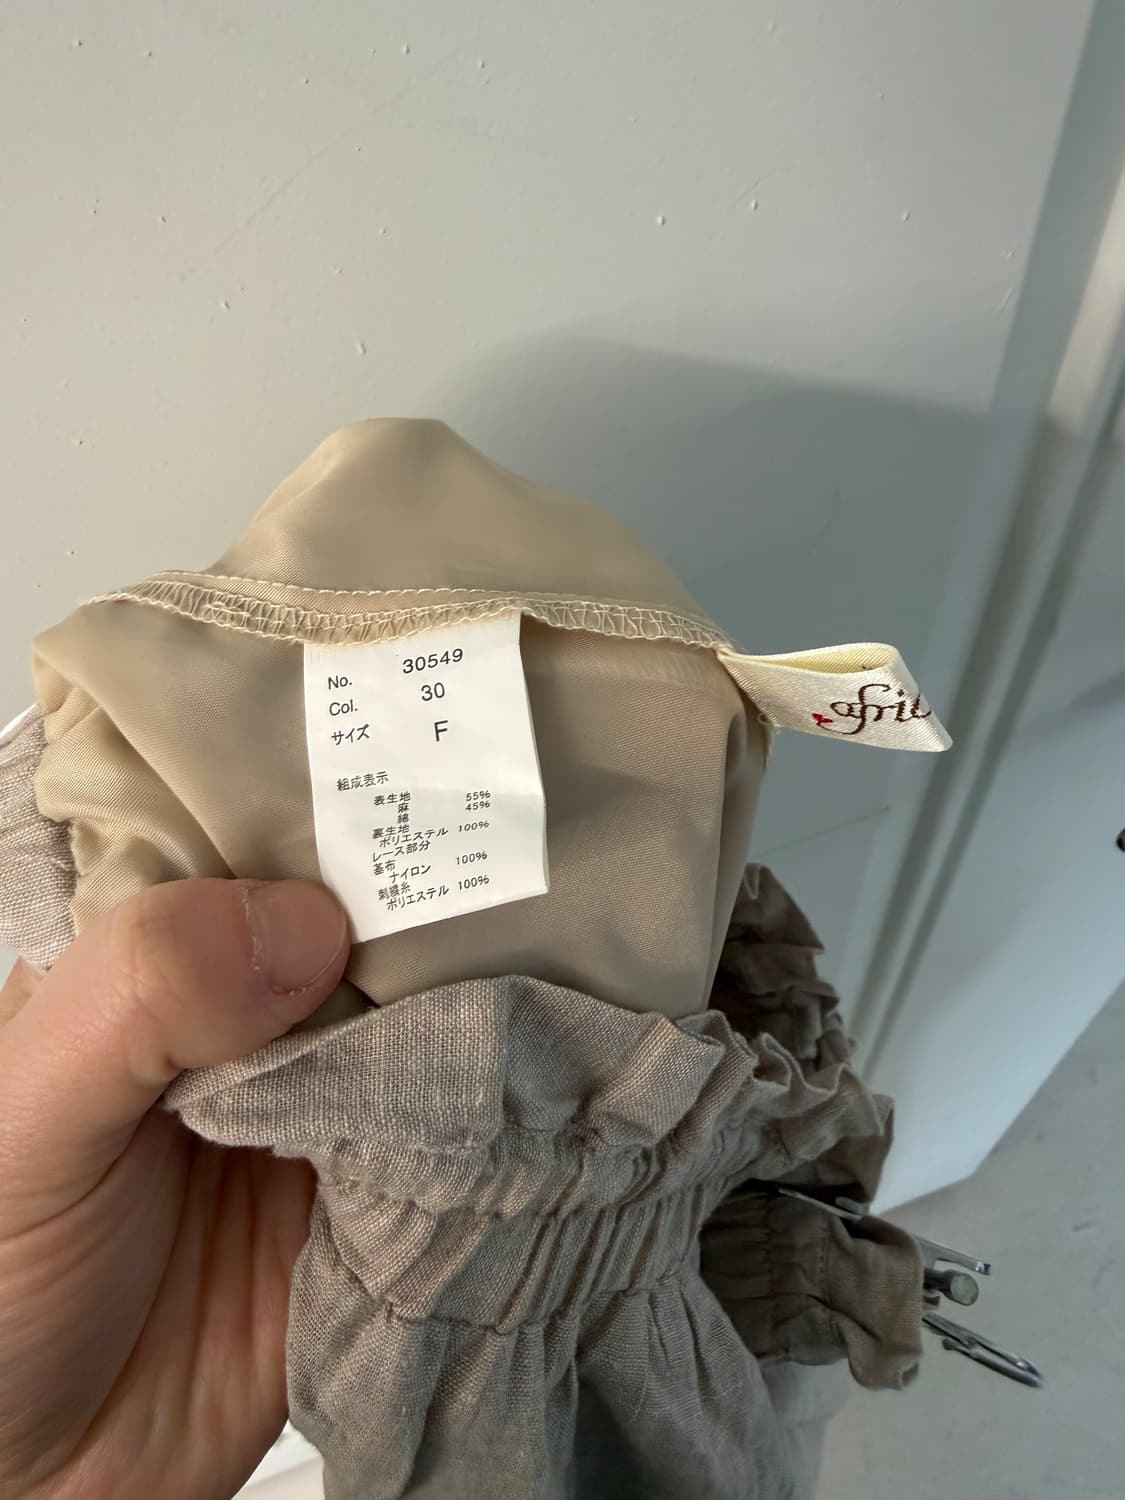 No. 30549
Col. 30
サイズ F
組成表示
表生地
麻 55%
綿 45%
裏生地
ポリエステル 100%
レース部分
基布
ナイロン 100%
刺繍糸
ポリエステル 100%